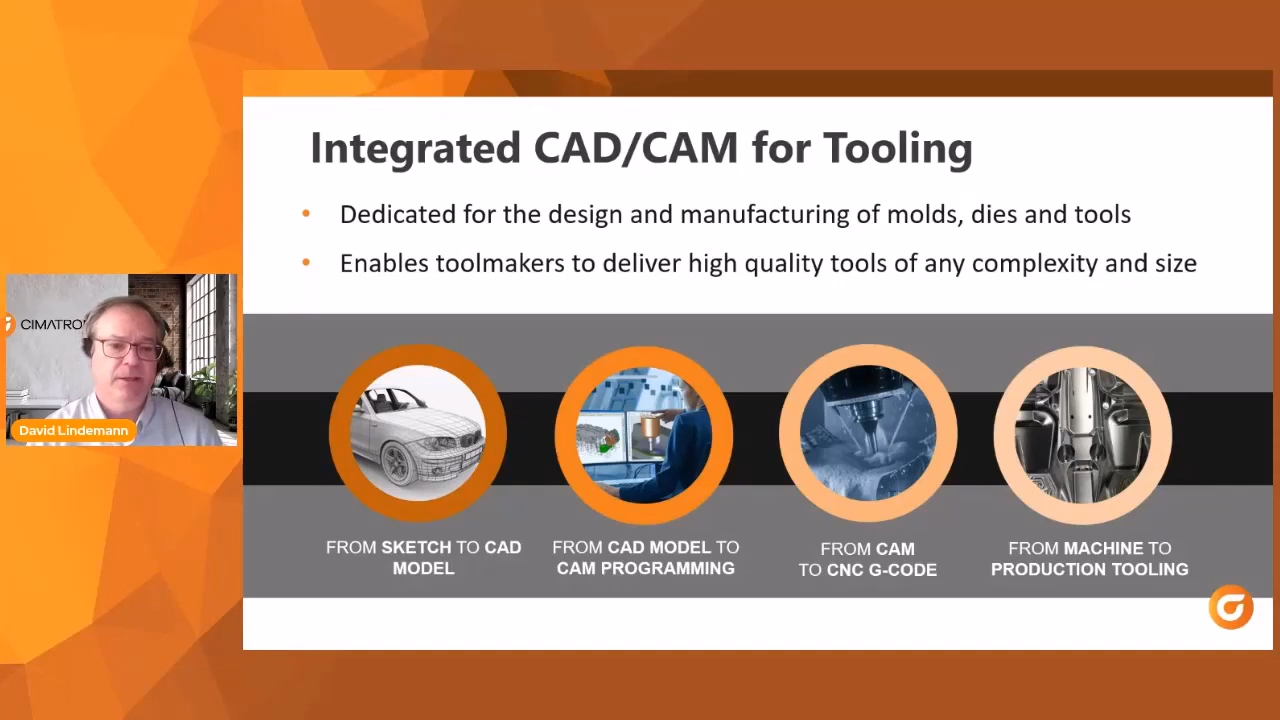 Integrated CAD/CAM for Tooling
• Dedicated for the design and manufacturing of molds, dies and tools
• Enables toolmakers to deliver high quality tools of any complexity and size
CIMATRO
David Lindemann
FROM SKETCH TO CAD
MODEL
FROM CAD MODEL TO
CAM PROGRAMMING
FROM CAM
TO CNC G-CODE
FROM MACHINE TO
PRODUCTION TOOLING